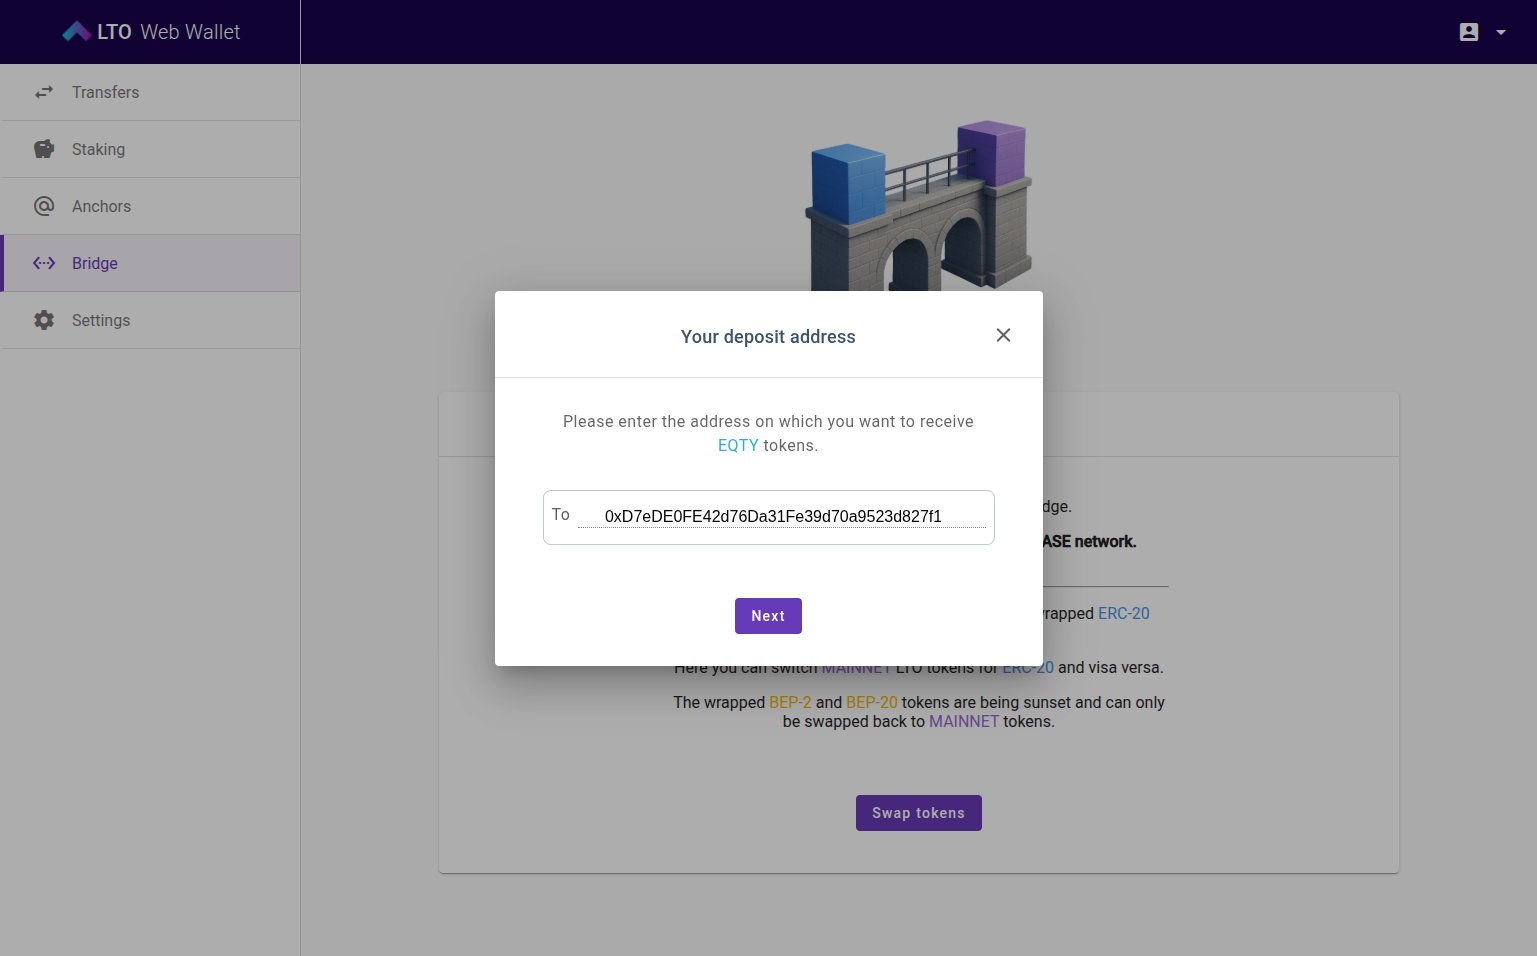 LTO Web Wallet
Transfers
Staking
Anchors
Bridge
Settings
Your deposit address
Please enter the address on which you want to receive
EQTY tokens.
To 0xD7eDE0FE42d76Da31Fe39d70a9523d827f1
Next
ASE network.
ERC-20
Here you can switch MAINNET LTO tokens for ERC-20 and visa versa.
The wrapped BEP-2 and BEP-20 tokens are being sunset and can only
be swapped back to MAINNET tokens.
Swap tokens